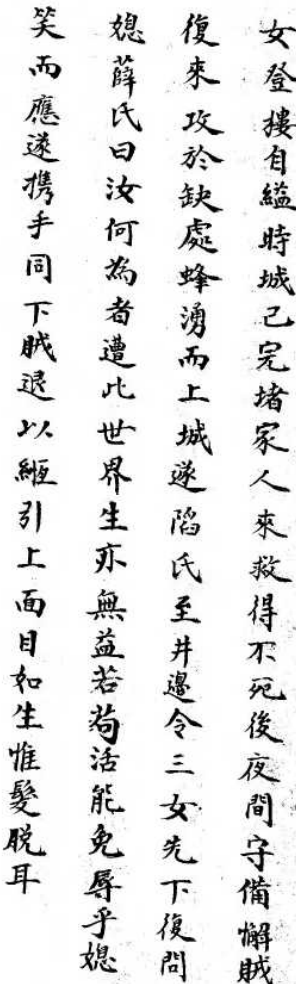 女登樓自縊時城已完堵家人來救得不死後夜間守備懈賊
復來攻於缺處蜂湧而上城遂陷氏至井邊令三女先下復問
媳薛氏曰汝何為者遭此世界生亦無益若苟活能免辱乎媳
笑而應遂携手同下賊退以緪引上面目如生惟髮脱耳